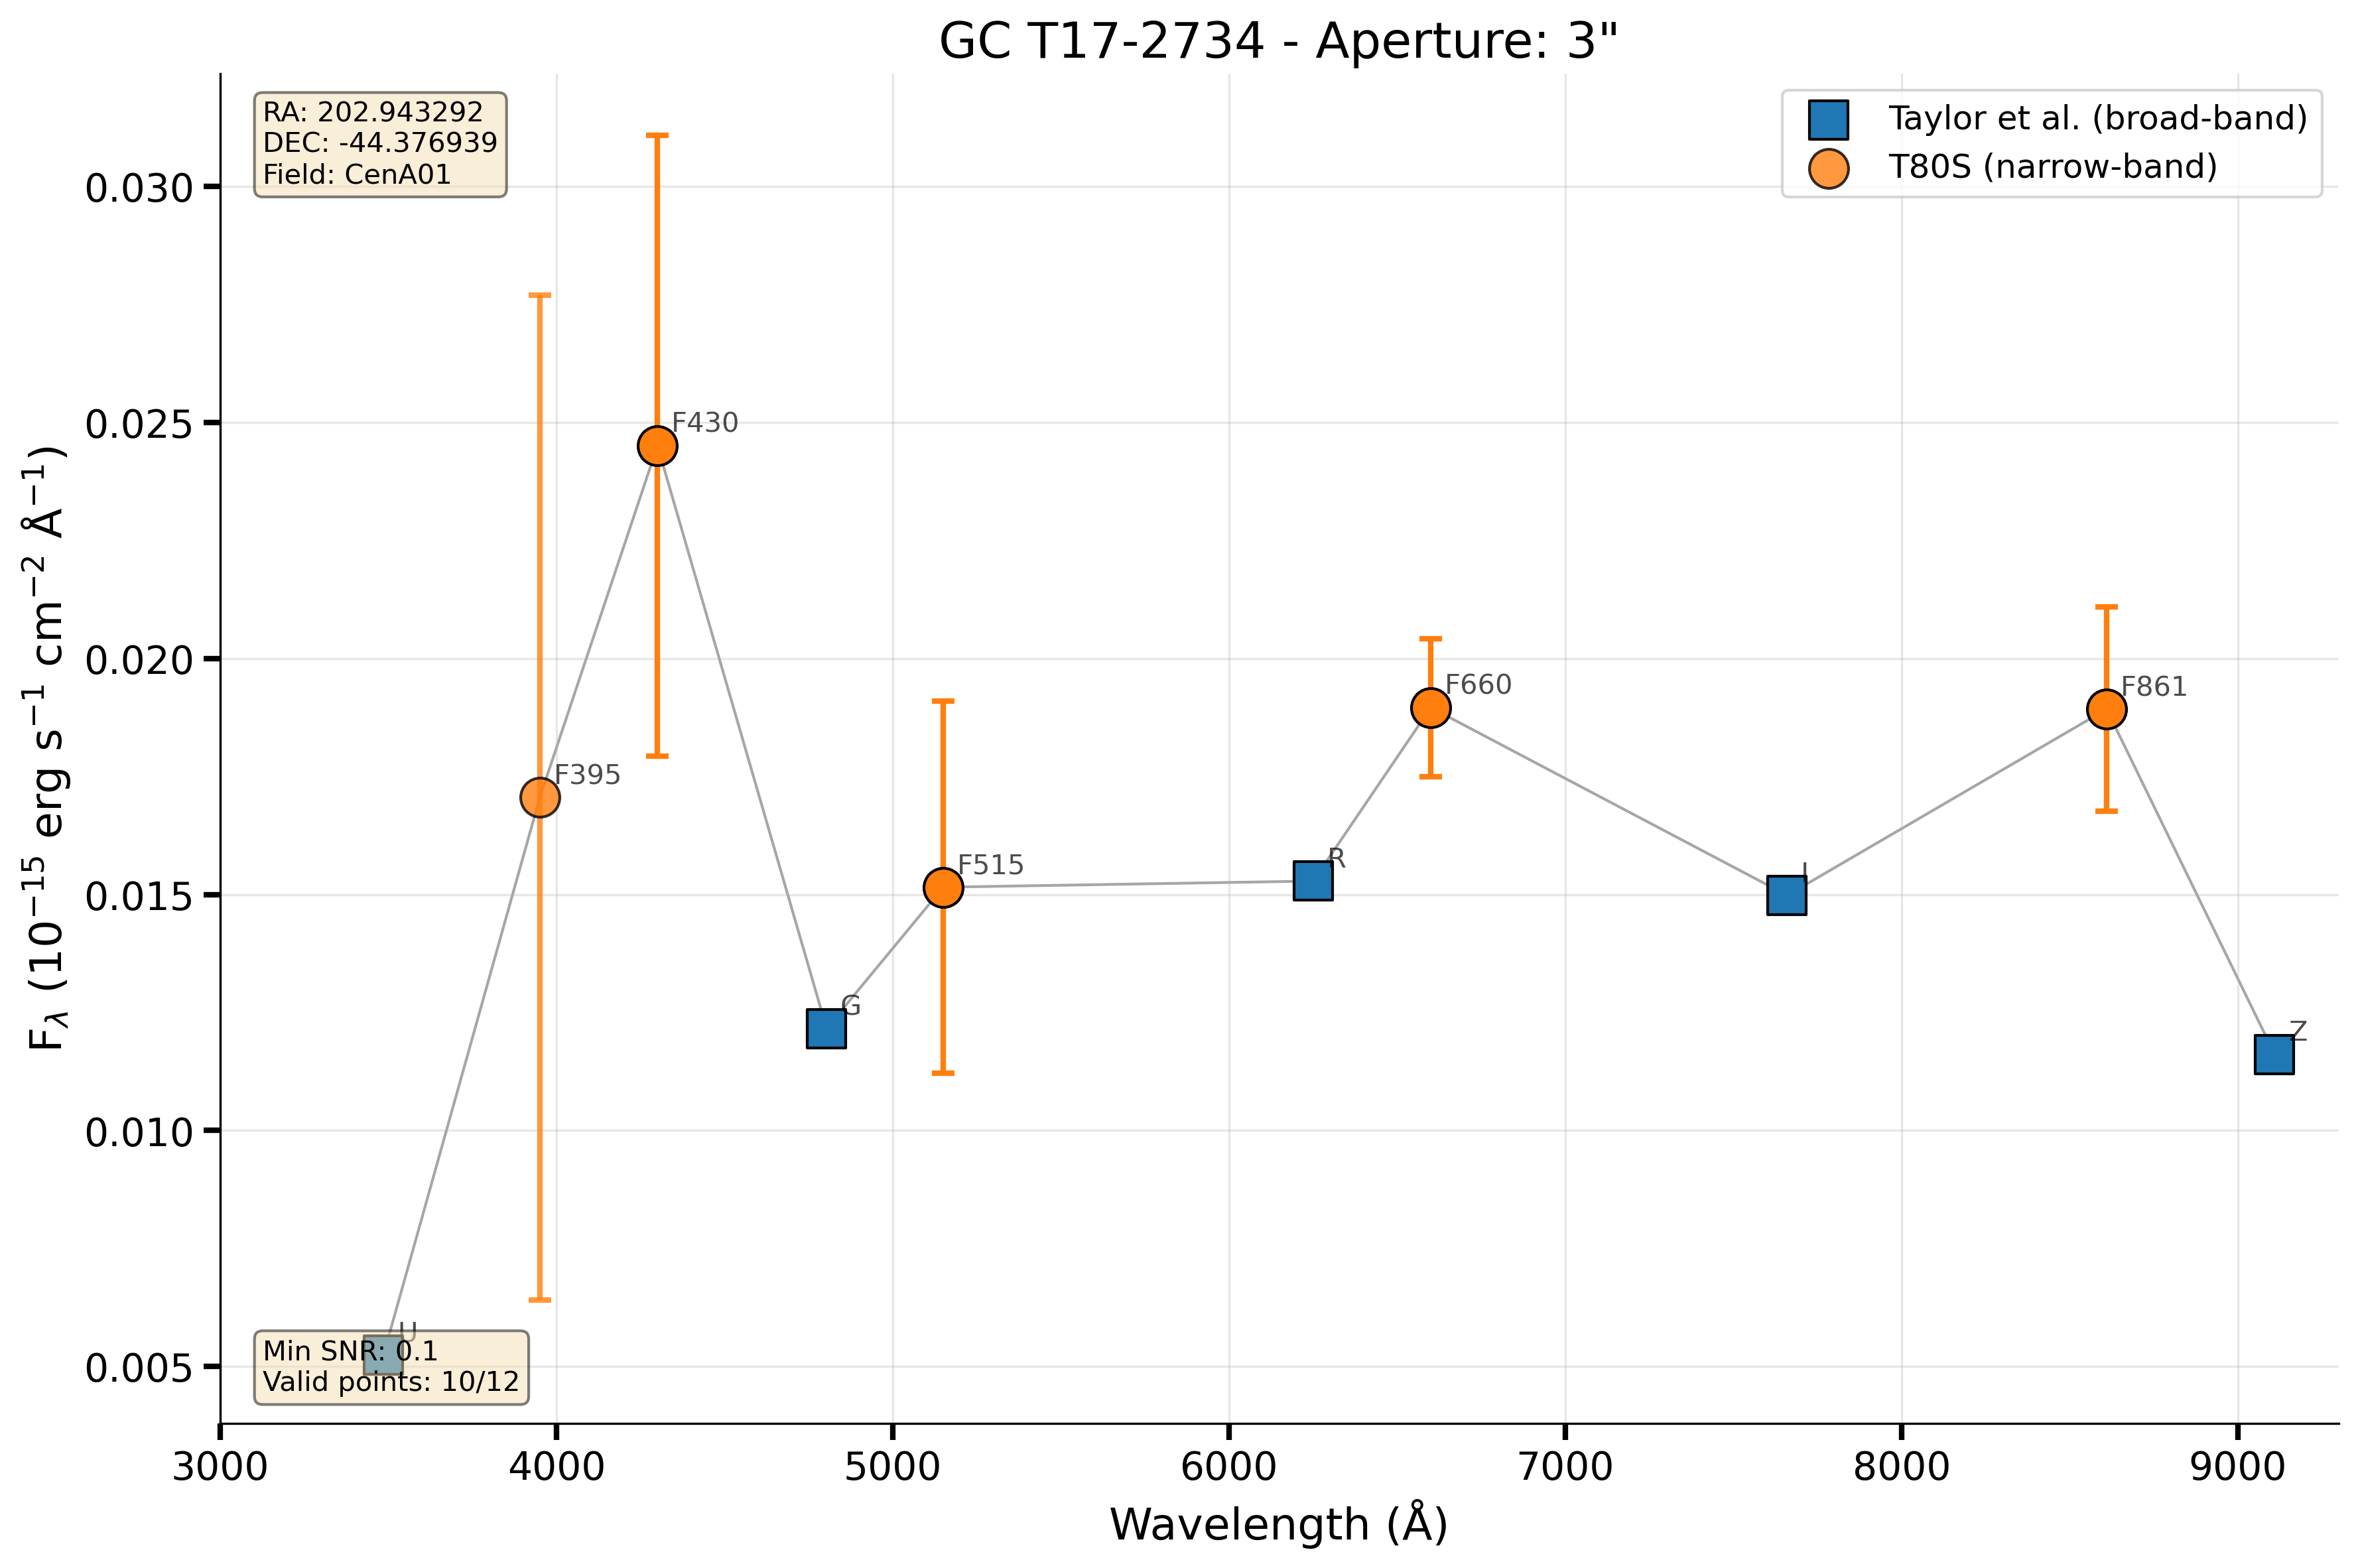 GC T17-2734 - Aperture: 3"
RA: 202.943292
DEC: -44.376939
Field: CenA01
Taylor et al. (broad-band)
T80S (narrow-band)
0.030
0.025
0.020
0.015
0.010
0.005
F430
F395
F515
F660
F861
R
I
G
Z
U
Min SNR: 0.1
Valid points: 10/12
3000 4000 5000 6000 7000 8000 9000
Wavelength (Å)
Fλ (10⁻¹⁵ erg s⁻¹ cm⁻² Å⁻¹)